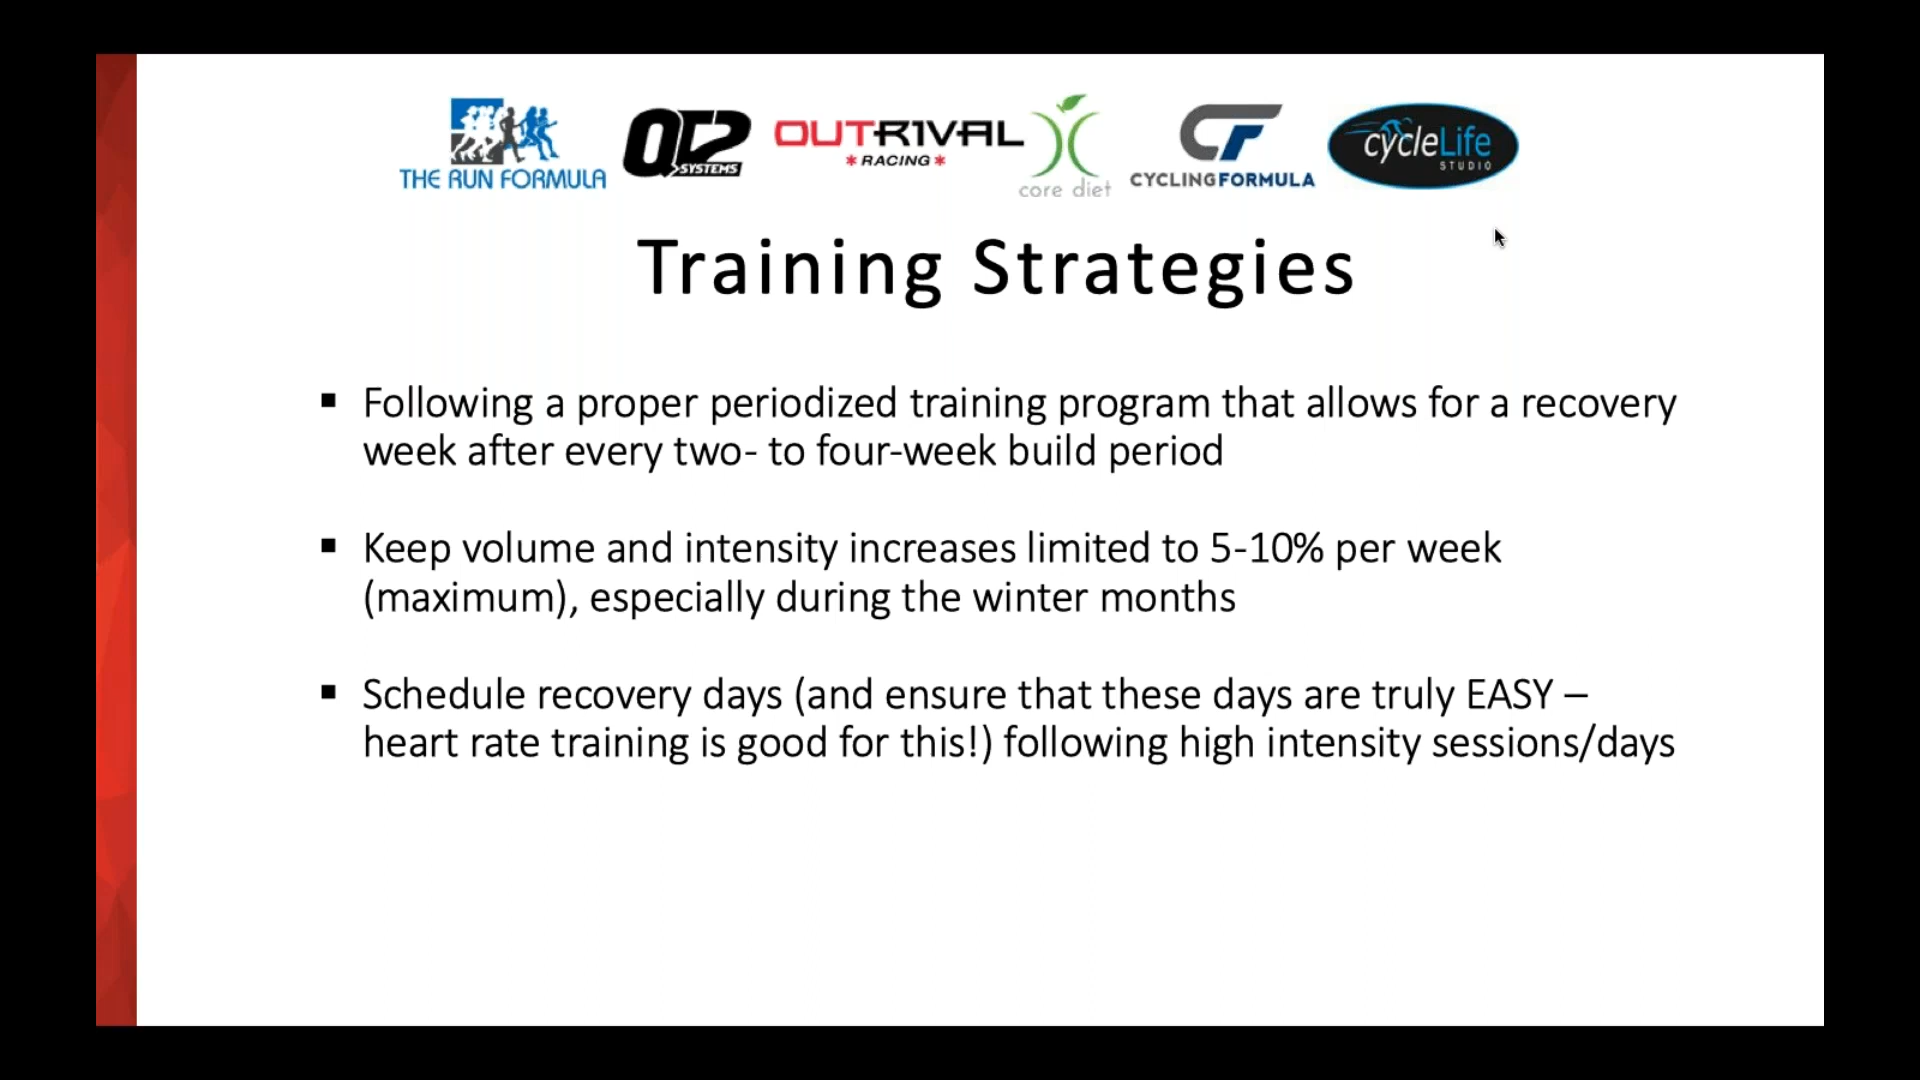 THE RUN FORMULA
QT2 SYSTEMS
OUTR1VAL
*RACING*
core diet
CYCLINGFORMULA
cycleLife
STUDIO
Training Strategies
▪ Following a proper periodized training program that allows for a recovery
week after every two- to four-week build period
▪ Keep volume and intensity increases limited to 5-10% per week
(maximum), especially during the winter months
▪ Schedule recovery days (and ensure that these days are truly EASY –
heart rate training is good for this!) following high intensity sessions/days